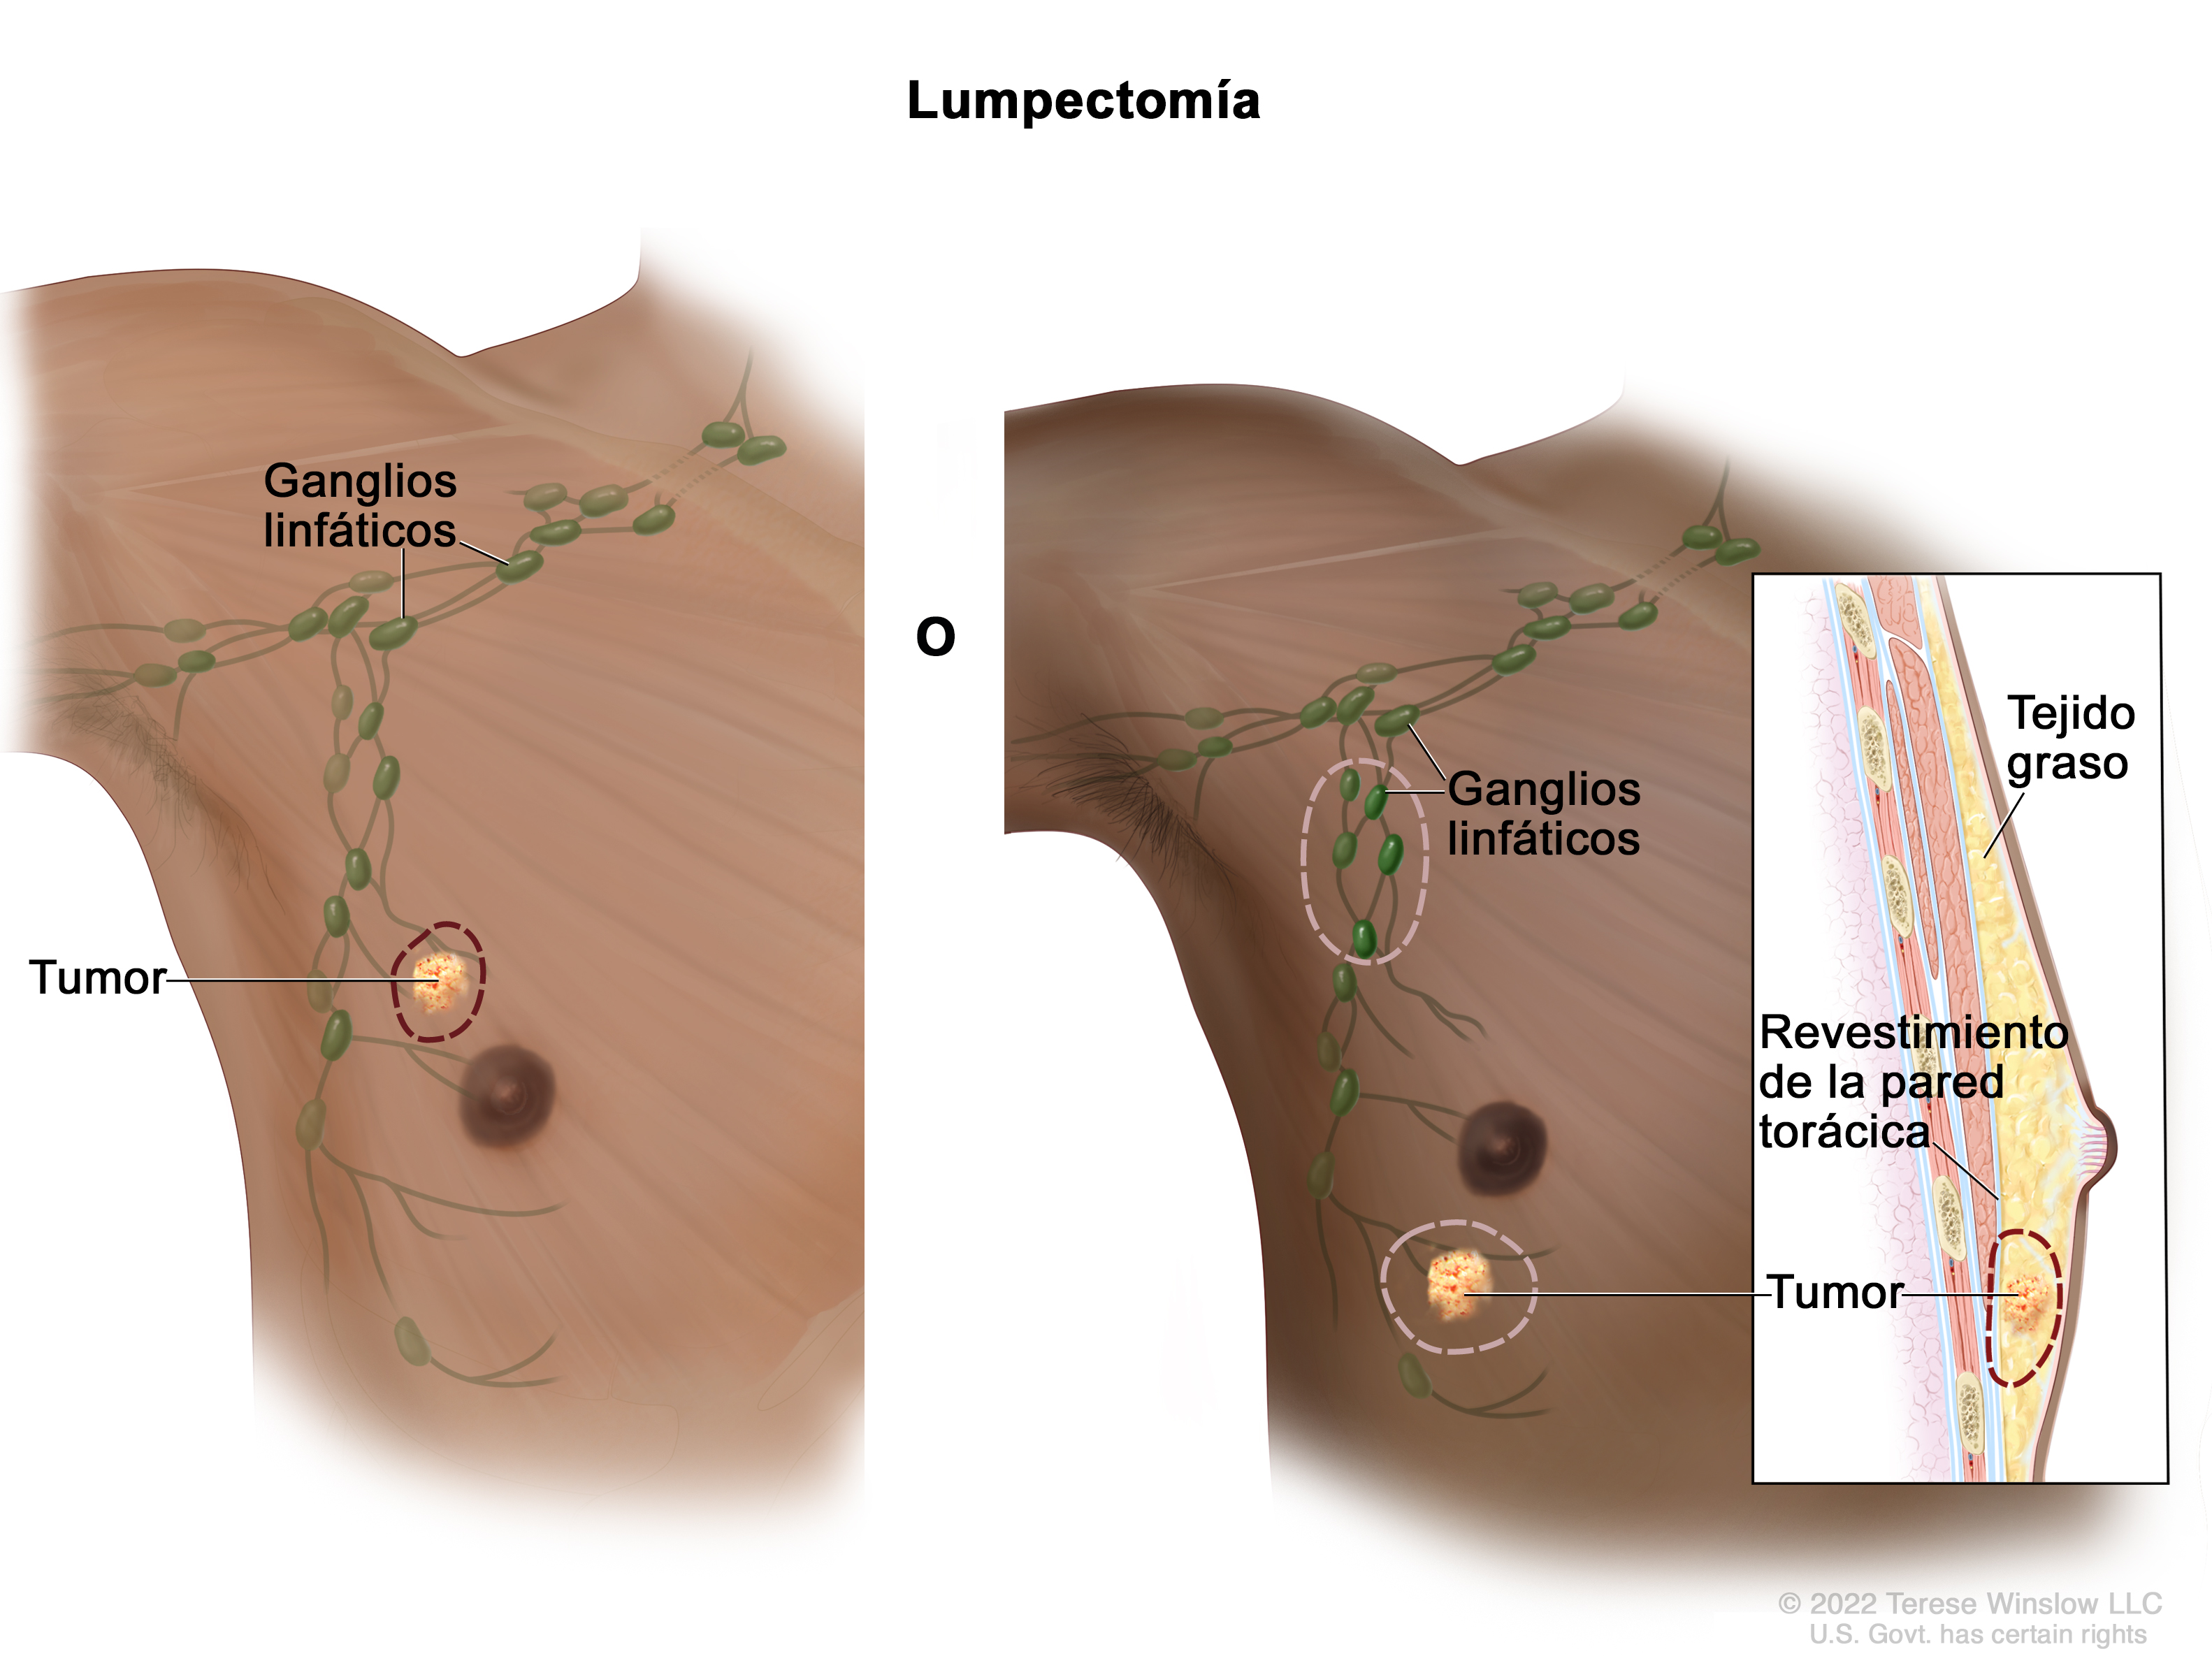 Lumpectomía
Ganglios
linfáticos
Tumor
O
Ganglios
linfáticos
Tejido
graso
Revestimiento
de la pared
torácica
Tumor
© 2022 Terese Winslow LLC
U.S. Govt. has certain rights